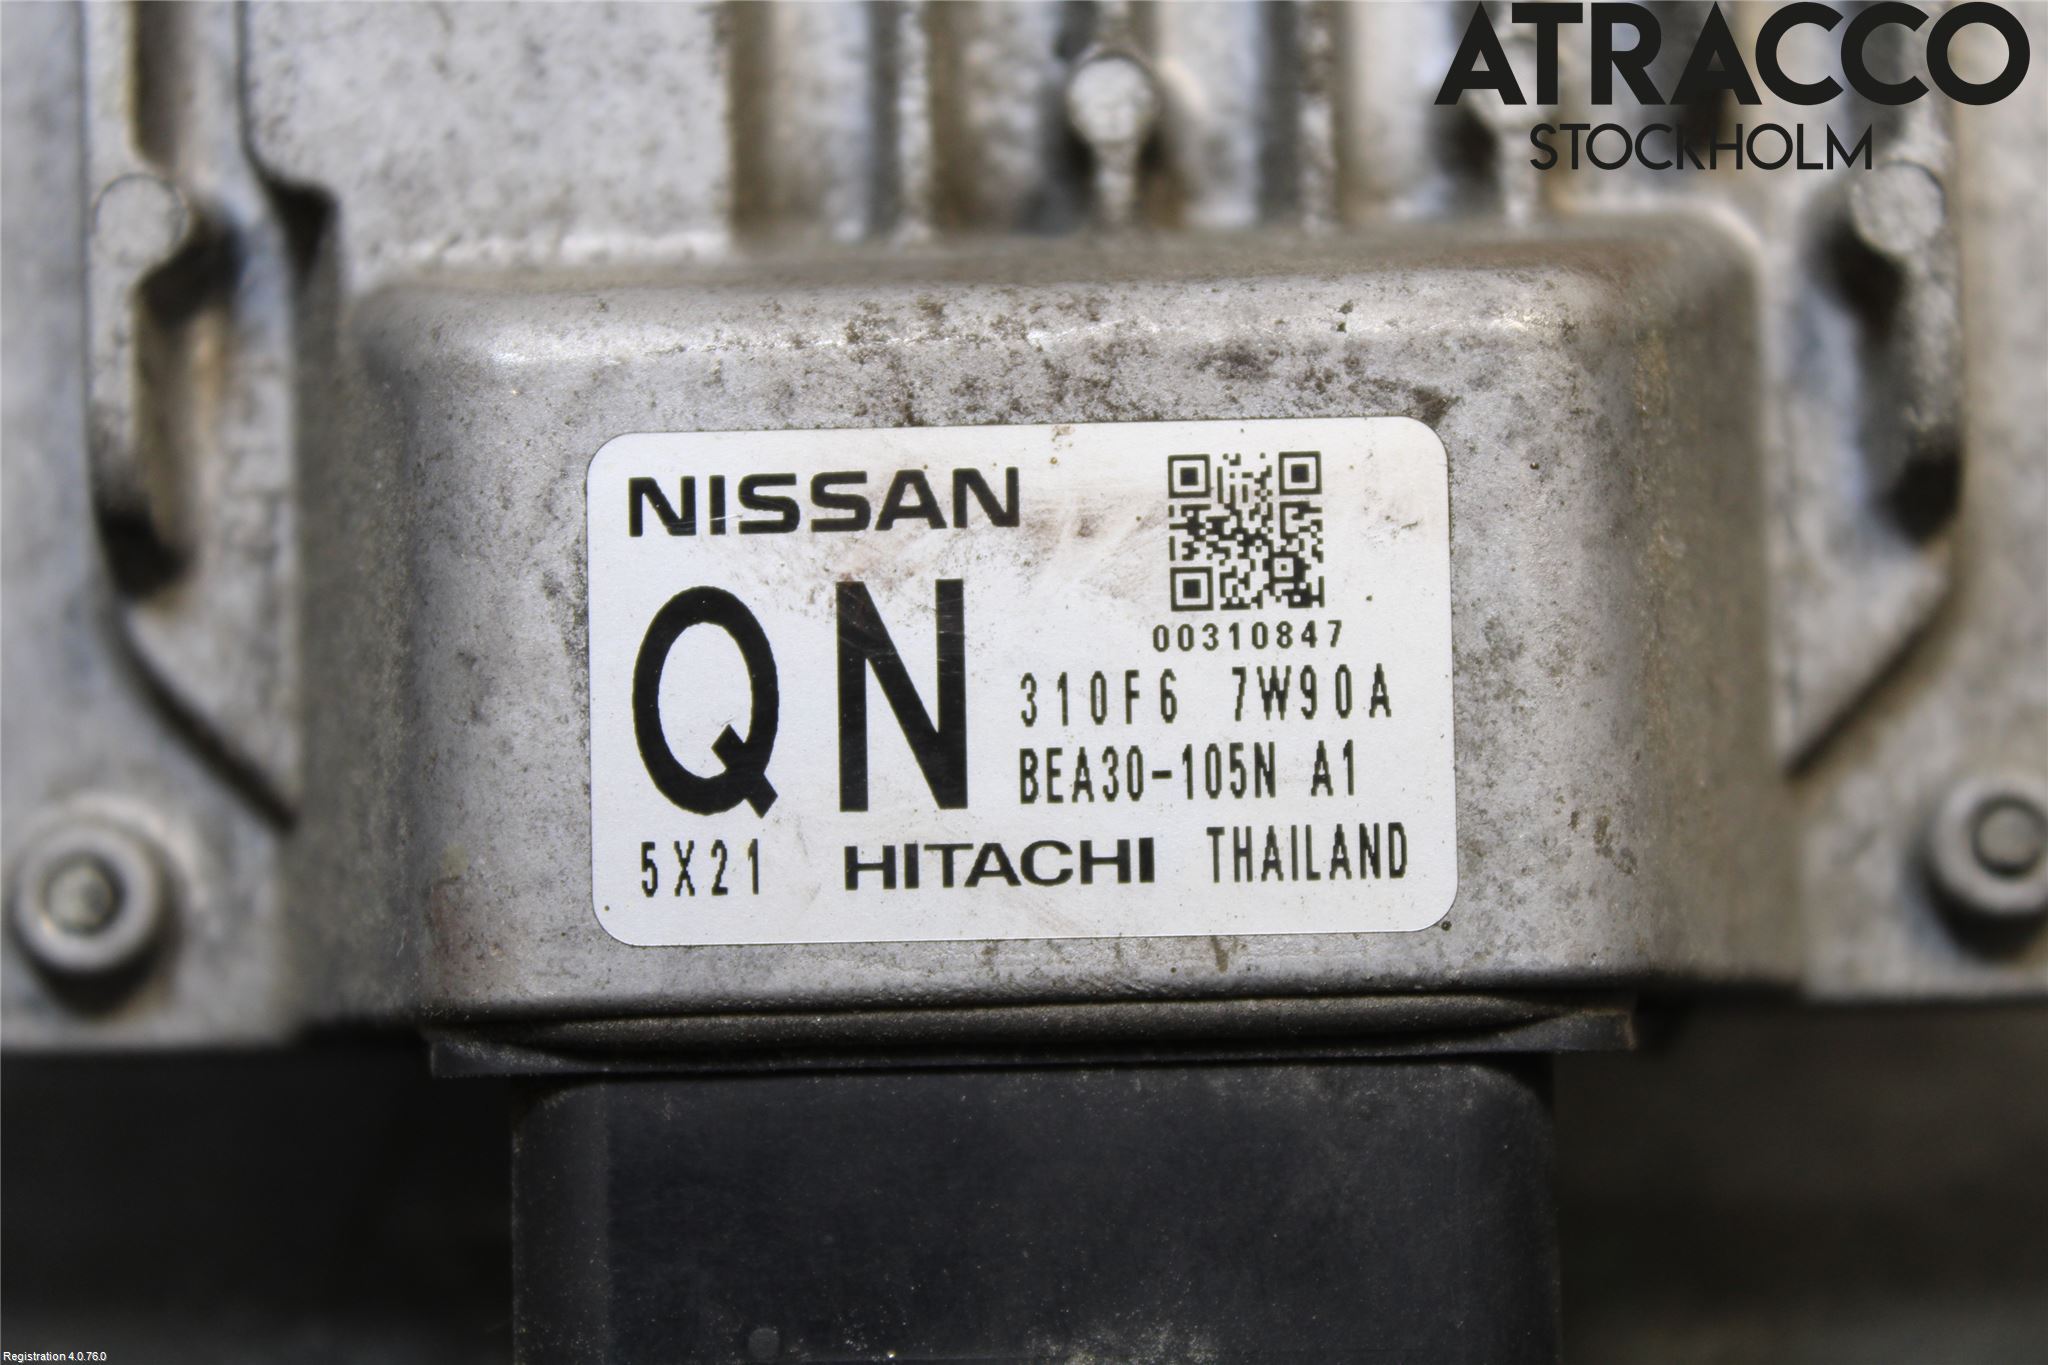 ATRACCO
STOCKHOLM
NISSAN
QN
00310847
310F6 7W90A
BEA30-105N A1
5X21 HITACHI THAILAND
Registration 4.0.76.0